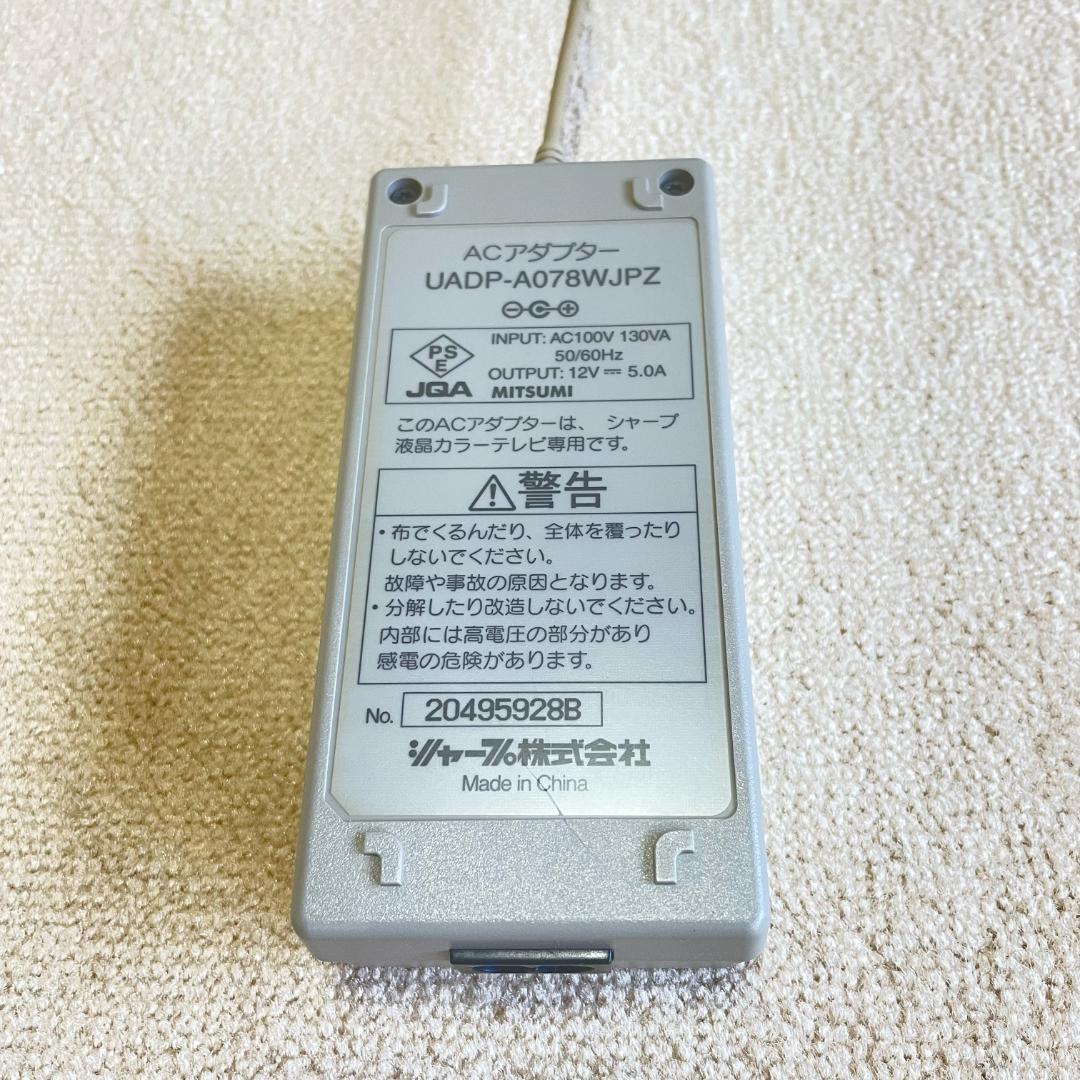 ACアダプター
UADP-A078WJPZ
PSE
INPUT: AC100V 130VA
50/60Hz
JQA
OUTPUT: 12V 5.0A
MITSUMI
このACアダプターは、シャープ
液晶カラーテレビ専用です。
警告
・布でくるんだり、全体を覆ったり
しないでください。
故障や事故の原因となります。
・分解したり改造しないでください。
内部には高電圧の部分があり
感電の危険があります。
No. 20495928B
シャープ株式会社
Made in China